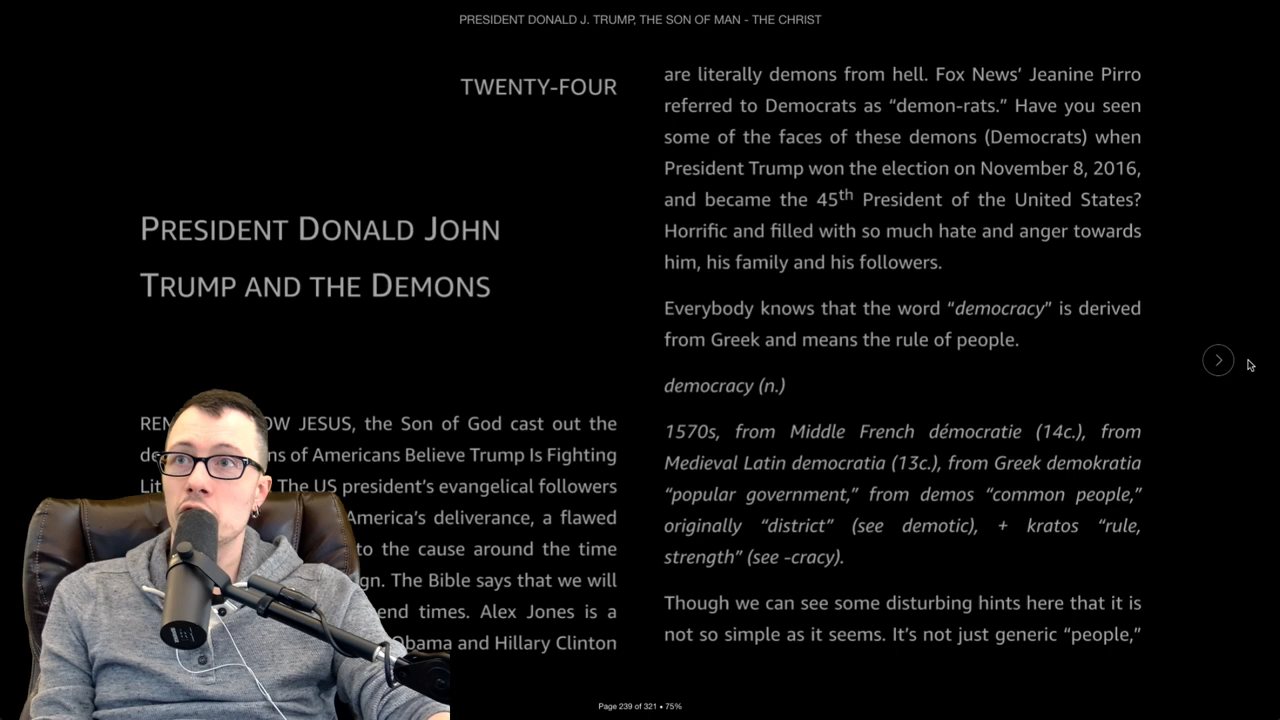 PRESIDENT DONALD J. TRUMP, THE SON OF MAN - THE CHRIST
TWENTY-FOUR
PRESIDENT DONALD JOHN
TRUMP AND THE DEMONS
OW JESUS, the Son of God cast out the
ns of Americans Believe Trump Is Fighting
The US president’s evangelical followers
America’s deliverance, a flawed
to the cause around the time
gn. The Bible says that we will
end times. Alex Jones is a
Obama and Hillary Clinton
are literally demons from hell. Fox News’ Jeanine Pirro
referred to Democrats as “demon-rats.” Have you seen
some of the faces of these demons (Democrats) when
President Trump won the election on November 8, 2016,
and became the 45th President of the United States?
Horrific and filled with so much hate and anger towards
him, his family and his followers.
Everybody knows that the word “democracy” is derived
from Greek and means the rule of people.
democracy (n.)
1570s, from Middle French démocratie (14c.), from
Medieval Latin democratia (13c.), from Greek demokratia
“popular government,” from demos “common people,”
originally “district” (see demotic), + kratos “rule,
strength” (see -cracy).
Though we can see some disturbing hints here that it is
not so simple as it seems. It’s not just generic “people,”
Page 239 of 321 • 75%